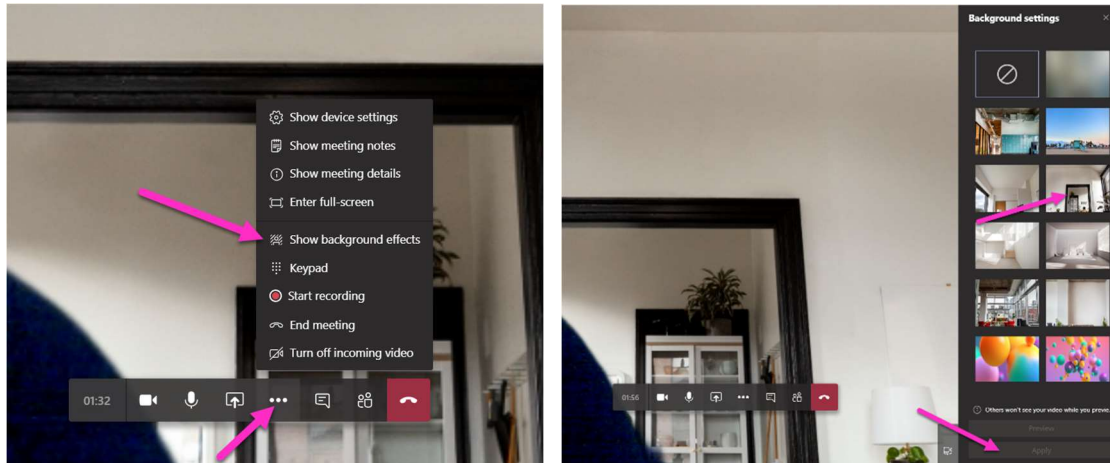 Show device settings
Show meeting notes
Show meeting details
Enter full-screen
Show background effects
Keypad
Start recording
End meeting
Turn off incoming video
01:32
Background settings
01:56
Others won't see your video while you previe
Preview
Apply